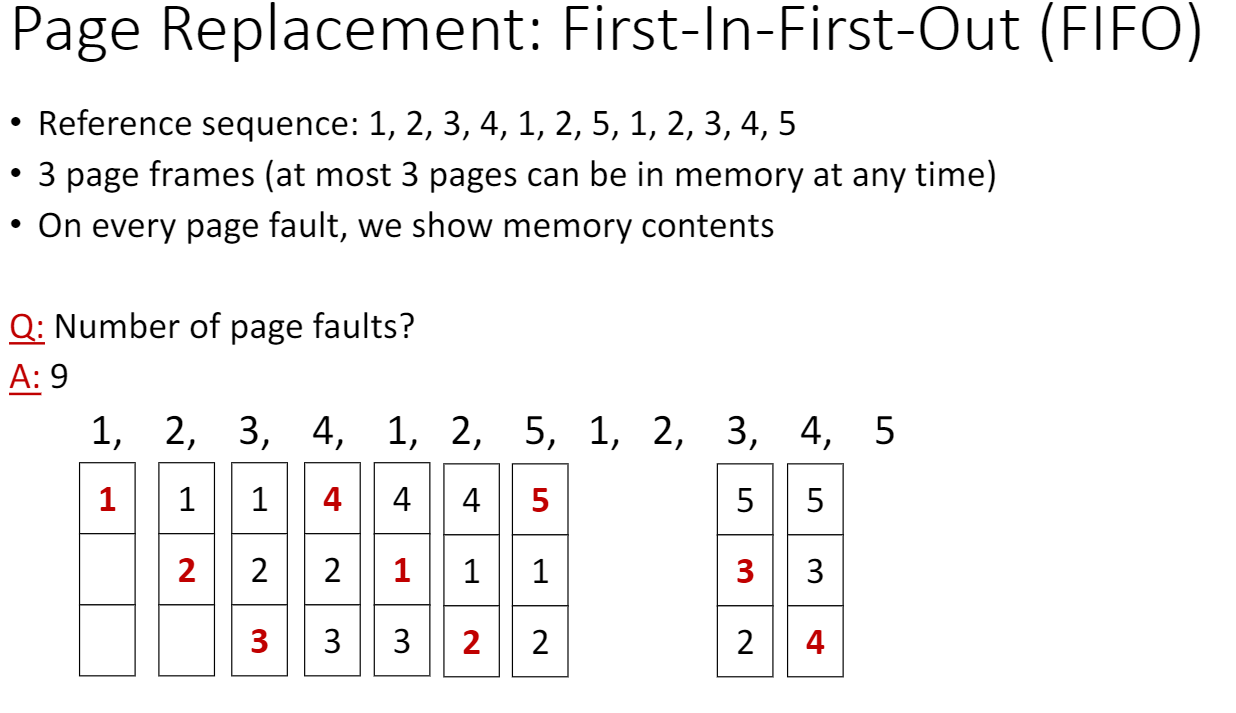 Page Replacement: First-In-First-Out (FIFO)
• Reference sequence: 1, 2, 3, 4, 1, 2, 5, 1, 2, 3, 4, 5
• 3 page frames (at most 3 pages can be in memory at any time)
• On every page fault, we show memory contents
Q: Number of page faults?
A: 9
1, 2, 3, 4, 1, 2, 5, 1, 2, 3, 4, 5
1 1 1 4 4 4 5 5 5
2 2 2 1 1 1 3 3
3 3 3 2 2 2 4